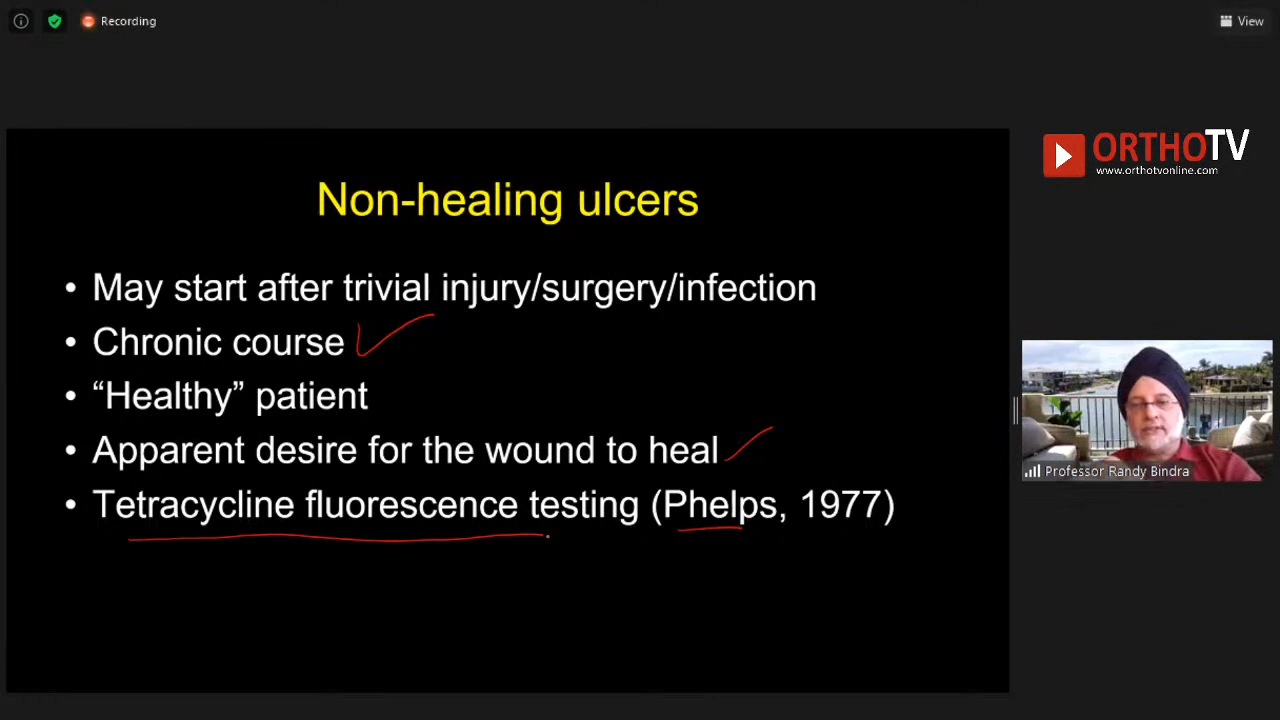 Recording
View
ORTHOTV
www.orthotvonline.com
Non-healing ulcers
• May start after trivial injury/surgery/infection
• Chronic course
• “Healthy” patient
• Apparent desire for the wound to heal
• Tetracycline fluorescence testing (Phelps, 1977)
Professor Randy Bindra